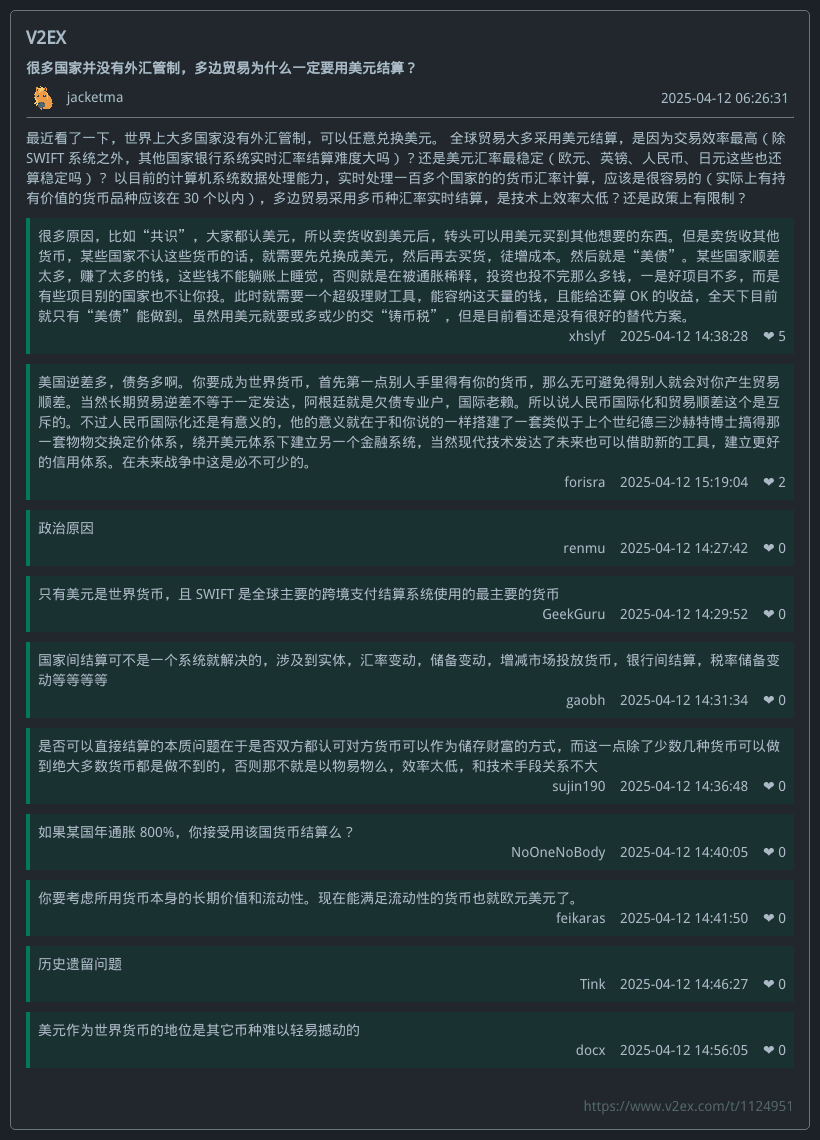 V2EX
很多国家并没有外汇管制，多边贸易为什么一定要用美元结算？
jacketma 2025-04-12 06:26:31
最近看了一下，世界上大多国家没有外汇管制，可以任意兑换美元。 全球贸易大多采用美元结算，是因为交易效率最高（除
SWIFT 系统之外，其他国家银行系统实时汇率结算难度大吗）？还是美元汇率最稳定（欧元、英镑、人民币、日元这些也还
算稳定吗）？ 以目前的计算机系统数据处理能力，实时处理一百多个国家的的货币汇率计算，应该是很容易的（实际上有持
有价值的货币品种应该在 30 个以内），多边贸易采用多币种汇率实时结算，是技术上效率太低？还是政策上有限制？
很多原因，比如“共识”，大家都认美元，所以卖货收到美元后，转头可以用美元买到其他想要的东西。但是卖货收其他
货币，某些国家不认这些货币的话，就需要先兑换成美元，然后再去买货，徒增成本。然后就是“美债”。某些国家顺差
太多，赚了太多的钱，这些钱不能躺账上睡觉，否则就是在被通胀稀释，投资也投不完那么多钱，一是好项目不多，而是
有些项目别的国家也不让你投。此时就需要一个超级理财工具，能容纳这天量的钱，且能给还算 OK 的收益，全天下目前
就只有“美债”能做到。虽然用美元就要或多或少的交“铸币税”，但是目前看还是没有很好的替代方案。
xhslyf 2025-04-12 14:38:28 ❤ 5
美国逆差多，债务多啊。你要成为世界货币，首先第一点别人手里得有你的货币，那么无可避免得别人就会对你产生贸易
顺差。当然长期贸易逆差不等于一定发达，阿根廷就是欠债专业户，国际老赖。所以说人民币国际化和贸易顺差这个是互
斥的。不过人民币国际化还是有意义的，他的意义就在于和你说的一样搭建了一套类似于上个世纪德三沙赫特博士搞得那
一套物物交换定价体系，绕开美元体系下建立另一个金融系统，当然现代技术发达了未来也可以借助新的工具，建立更好
的信用体系。在未来战争中这是必不可少的。
forisra 2025-04-12 15:19:04 ❤ 2
政治原因
renmu 2025-04-12 14:27:42 ❤ 0
只有美元是世界货币，且 SWIFT 是全球主要的跨境支付结算系统使用的最主要的货币
GeekGuru 2025-04-12 14:29:52 ❤ 0
国家间结算可不是一个系统就解决的，涉及到实体，汇率变动，储备变动，增减市场投放货币，银行间结算，税率储备变
动等等等等
gaobh 2025-04-12 14:31:34 ❤ 0
是否可以直接结算的本质问题在于是否双方都认可对方货币可以作为储存财富的方式，而这一点除了少数几种货币可以做
到绝大多数货币都是做不到的，否则那不就是以物易物么，效率太低，和技术手段关系不大
sujin190 2025-04-12 14:36:48 ❤ 0
如果某国年通胀 800%，你接受用该国货币结算么？
NoOneNoBody 2025-04-12 14:40:05 ❤ 0
你要考虑所用货币本身的长期价值和流动性。现在能满足流动性的货币也就欧元美元了。
feikaras 2025-04-12 14:41:50 ❤ 0
历史遗留问题
Tink 2025-04-12 14:46:27 ❤ 0
美元作为世界货币的地位是其它币种难以轻易撼动的
docx 2025-04-12 14:56:05 ❤ 0
https://www.v2ex.com/t/1124951